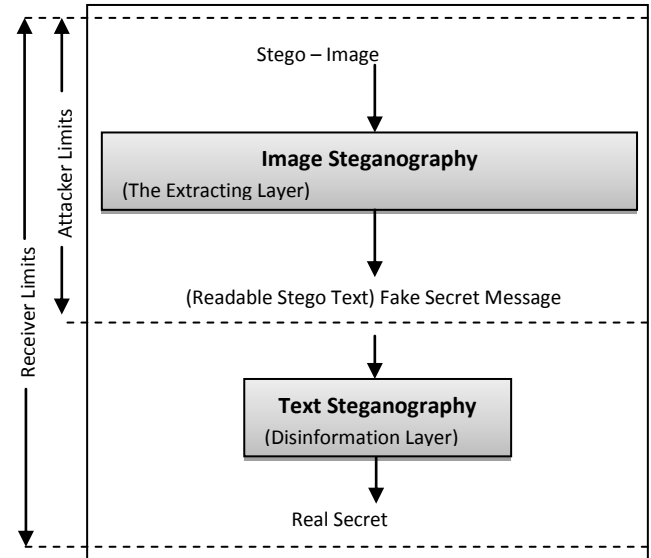 Stego – Image
Image Steganography
(The Extracting Layer)
(Readable Stego Text) Fake Secret Message
Text Steganography
(Disinformation Layer)
Real Secret
Attacker Limits
Receiver Limits